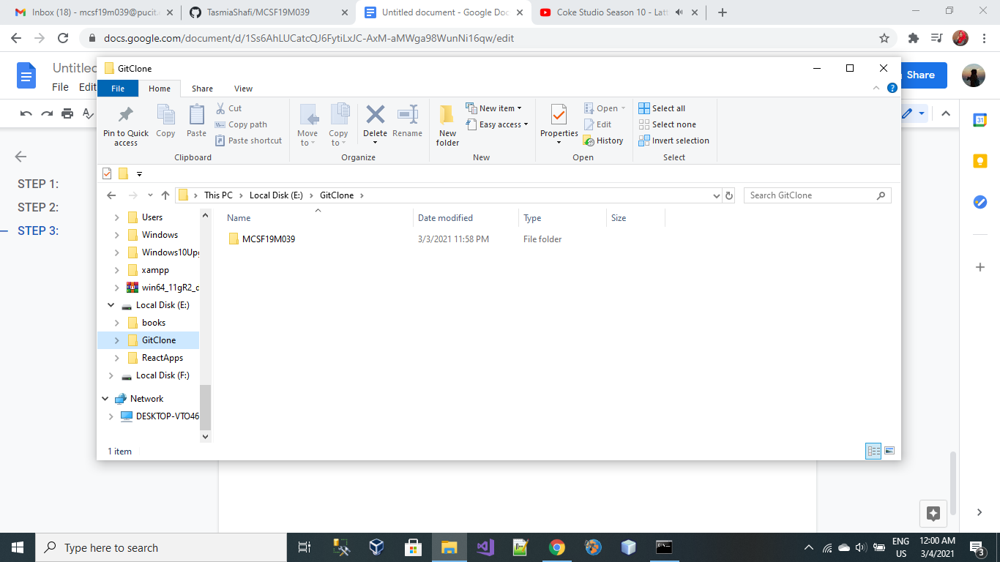 Inbox (18) - mcsf19m039@pucit.
TasmiaShafi/MCSF19M039
Untitled document - Google Doc
Coke Studio Season 10 - Latt
docs.google.com/document/d/1Ss6AhLUCatcQJ6FytiLxJC-AxM-aMWga98WunNi16qw/edit
Untitled
File Edit
Share
GitClone
File Home Share View
Pin to Quick access
Copy
Paste
Cut
Copy path
Paste shortcut
Clipboard
Move to
Copy to
Delete
Rename
Organize
New folder
New item
Easy access
New
Properties
Open
Edit
History
Open
Select all
Select none
Invert selection
Select
This PC > Local Disk (E:) > GitClone >
Search GitClone
STEP 1:
STEP 2:
STEP 3:
Users
Windows
Windows10Upg
xampp
win64_11gR2_d
Local Disk (E:)
books
GitClone
ReactApps
Local Disk (F:)
Network
DESKTOP-VTO46
Name Date modified Type Size
MCSF19M039 3/3/2021 11:58 PM File folder
1 item
31
Type here to search
ENG
US
12:00 AM
3/4/2021
3